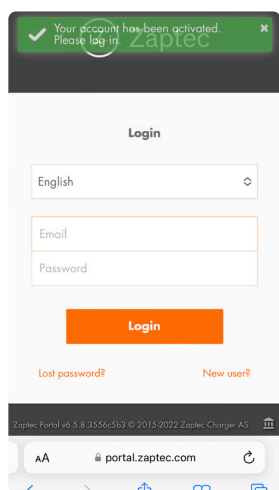 Your account has been activated.
Please log-in.
Zaptec
Login
English
Email
Password
Login
Lost password?
New user?
Zaptec Portal v6.5.8.3556c5b3 © 2015-2022 Zaptec Charger AS
AA
portal.zaptec.com